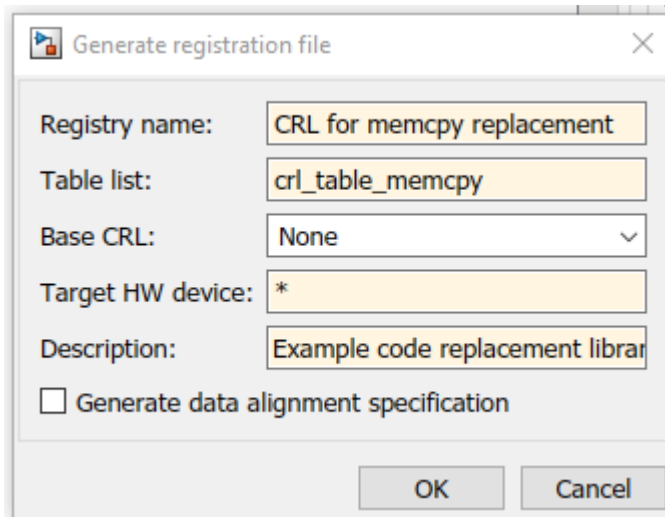 Generate registration file
Registry name: CRL for memcpy replacement
Table list: crl_table_memcpy
Base CRL: None
Target HW device: *
Description: Example code replacement librar
Generate data alignment specification
OK Cancel